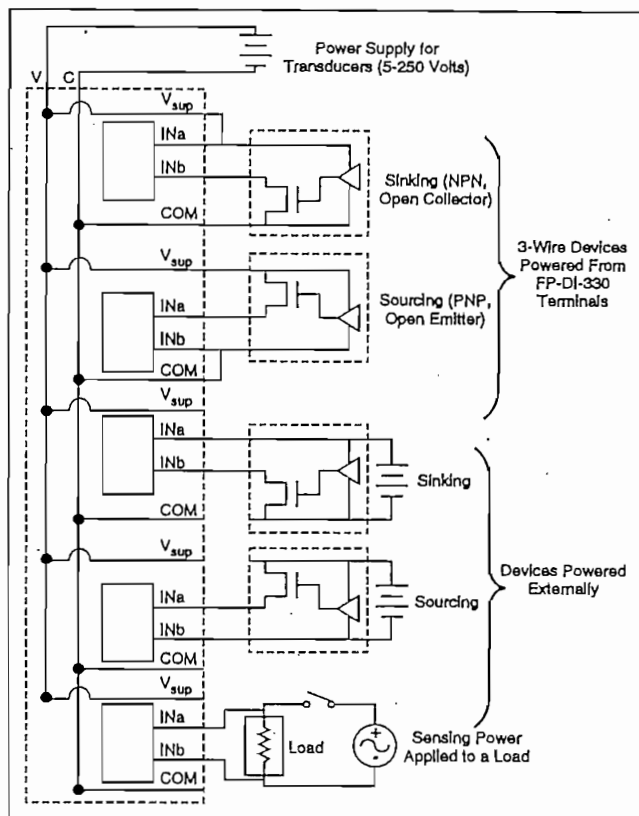 Power Supply for
Transducers (5-250 Volts)
V C
Vsup
INa
INb
COM
Sinking (NPN,
Open Collector)
Vsup
INa
INb
COM
Sourcing (PNP,
Open Emitter)
3-Wire Devices
Powered From
FP-DI-330
Terminals
Vsup
INa
INb
COM
Sinking
Vsup
INa
INb
COM
Sourcing
Devices Powered
Externally
Vsup
INa
INb
COM
Load
+
-
Sensing Power
Applied to a Load